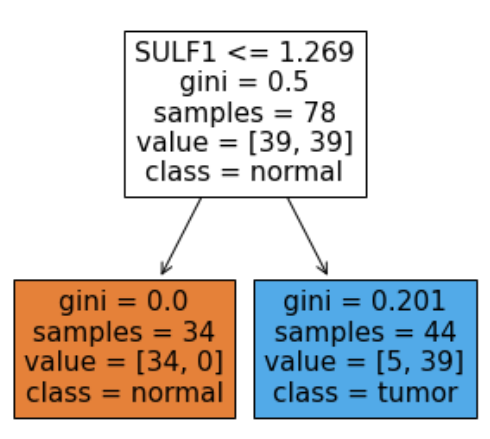 SULF1 <= 1.269
gini = 0.5
samples = 78
value = [39, 39]
class = normal
gini = 0.0
samples = 34
value = [34, 0]
class = normal
gini = 0.201
samples = 44
value = [5, 39]
class = tumor